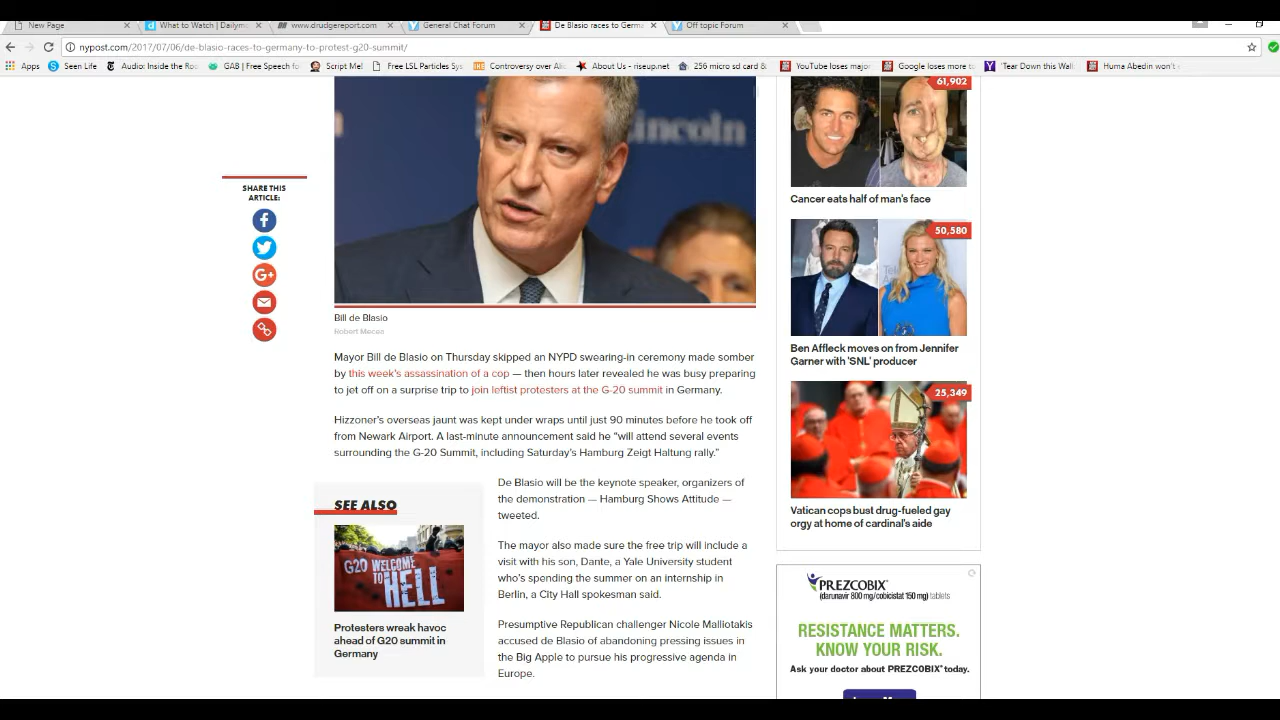 New Page
What to Watch | Dailym
www.drudgereport.com
General Chat Forum
De Blasio races to Germ
Off topic Forum
nypost.com/2017/07/06/de-blasio-races-to-germany-to-protest-g20-summit/
Apps
Seen Life
Audio: Inside the Ro
GAB | Free Speech fo
Script Me!
Free LSL Particles Sys
Controversy over Al
About Us - riseup.net
256 micro sd card &
YouTube loses major
Google loses more to
'Tear Down this Wall
Huma Abedin won't
incoln
SHARE THIS
ARTICLE:
Bill de Blasio
Robert Mecea
Mayor Bill de Blasio on Thursday skipped an NYPD swearing-in ceremony made somber
by this week's assassination of a cop — then hours later revealed he was busy preparing
to jet off on a surprise trip to join leftist protesters at the G-20 summit in Germany.
Hizzoner's overseas jaunt was kept under wraps until just 90 minutes before he took off
from Newark Airport. A last-minute announcement said he “will attend several events
surrounding the G-20 Summit, including Saturday's Hamburg Zeigt Haltung rally.”
De Blasio will be the keynote speaker, organizers of
the demonstration — Hamburg Shows Attitude —
tweeted.
The mayor also made sure the free trip will include a
visit with his son, Dante, a Yale University student
who's spending the summer on an internship in
Berlin, a City Hall spokesman said.
Presumptive Republican challenger Nicole Malliotakis
accused de Blasio of abandoning pressing issues in
the Big Apple to pursue his progressive agenda in
Europe.
SEE ALSO
G20 WELCOME
TO
HELL
Protesters wreak havoc
ahead of G20 summit in
Germany
61,902
Cancer eats half of man's face
50,580
Ben Affleck moves on from Jennifer
Garner with 'SNL' producer
25,349
Vatican cops bust drug-fueled gay
orgy at home of cardinal's aide
PREZCOBIX
(darunavir 800 mg/cobicistat 150 mg) tablets
RESISTANCE MATTERS.
KNOW YOUR RISK.
Ask your doctor about PREZCOBIX® today.